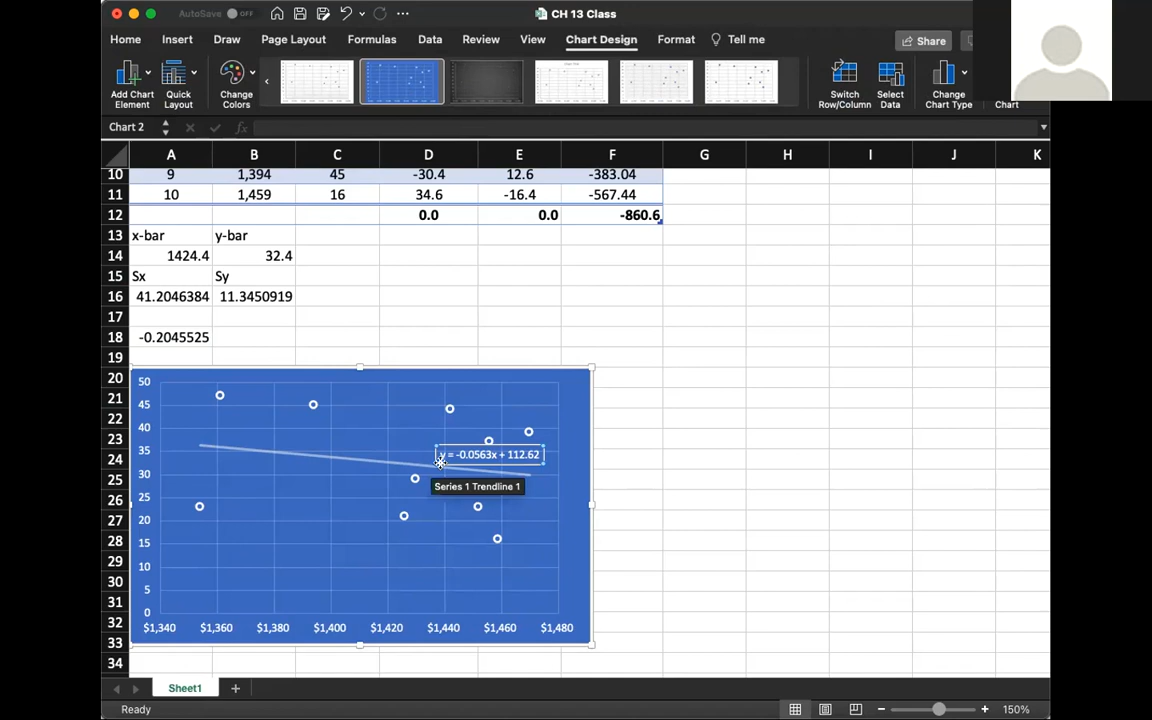 AutoSave OFF ... CH 13 Class
Home Insert Draw Page Layout Formulas Data Review View Chart Design Format Tell me Share
Add Chart Element
Quick Layout
Change Colors
Switch Row/Column
Select Data
Change Chart Type
Chart
Chart 2 fx
A B C D E F G H I J K
10 9 1,394 45 -30.4 12.6 -383.04
11 10 1,459 16 34.6 -16.4 -567.44
12 0.0 0.0 -860.6
13 x-bar y-bar
14 1424.4 32.4
15 Sx Sy
16 41.2046384 11.3450919
17
18 -0.2045525
19
20
21
22
23
24
25
26
27
28
29
30
31
32
33
34
50
45
40
35
30
25
20
15
10
5
0
y = -0.0563x + 112.62
Series 1 Trendline 1
$1,340 $1,360 $1,380 $1,400 $1,420 $1,440 $1,460 $1,480
Sheet1 +
Ready 150%